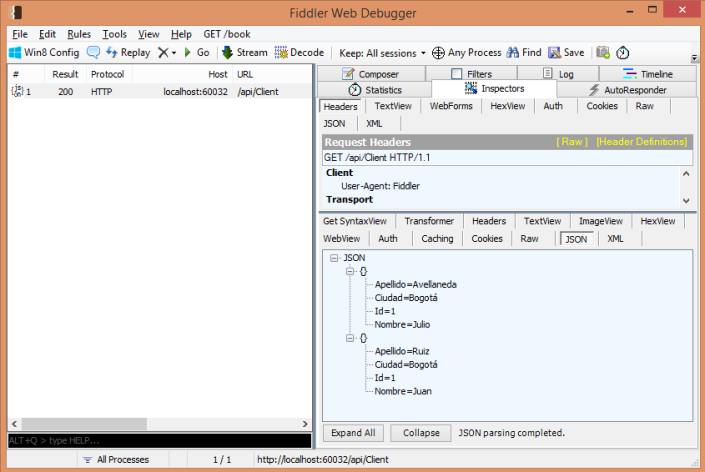 Fiddler Web Debugger
File Edit Rules Tools View Help GET /book
Win8 Config Replay Go Stream Decode Keep: All sessions Any Process Find Save
# Result Protocol Host URL
1 200 HTTP localhost:60032 /api/Client
Composer Filters Log Timeline
Statistics Inspectors AutoResponder
Headers TextView WebForms HexView Auth Cookies Raw
JSON XML
Request Headers [ Raw ] [Header Definitions]
GET /api/Client HTTP/1.1
Client
User-Agent: Fiddler
Transport
Get SyntaxView Transformer Headers TextView ImageView HexView
WebView Auth Caching Cookies Raw JSON XML
JSON
{}
Apellido=Avellaneda
Ciudad=Bogotá
Id=1
Nombre=Julio
{}
Apellido=Ruiz
Ciudad=Bogotá
Id=1
Nombre=Juan
Expand All Collapse JSON parsing completed.
ALT+Q > type HELP...
All Processes 1 / 1 http://localhost:60032/api/Client